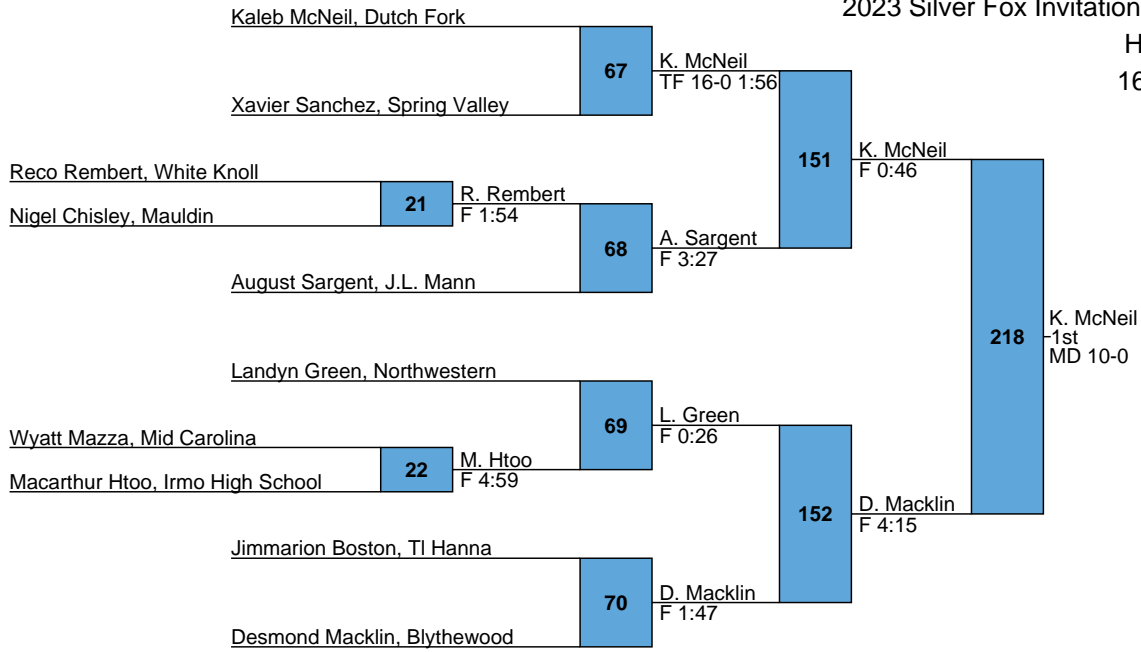 2023 Silver Fox Invitation
H
16
Kaleb McNeil, Dutch Fork
67
K. McNeil
TF 16-0 1:56
Xavier Sanchez, Spring Valley
151
K. McNeil
F 0:46
Reco Rembert, White Knoll
21
R. Rembert
F 1:54
Nigel Chisley, Mauldin
68
A. Sargent
F 3:27
August Sargent, J.L. Mann
218
K. McNeil
1st
MD 10-0
Landyn Green, Northwestern
69
L. Green
F 0:26
Wyatt Mazza, Mid Carolina
22
M. Htoo
F 4:59
Macarthur Htoo, Irmo High School
152
D. Macklin
F 4:15
Jimmarion Boston, Tl Hanna
70
D. Macklin
F 1:47
Desmond Macklin, Blythewood